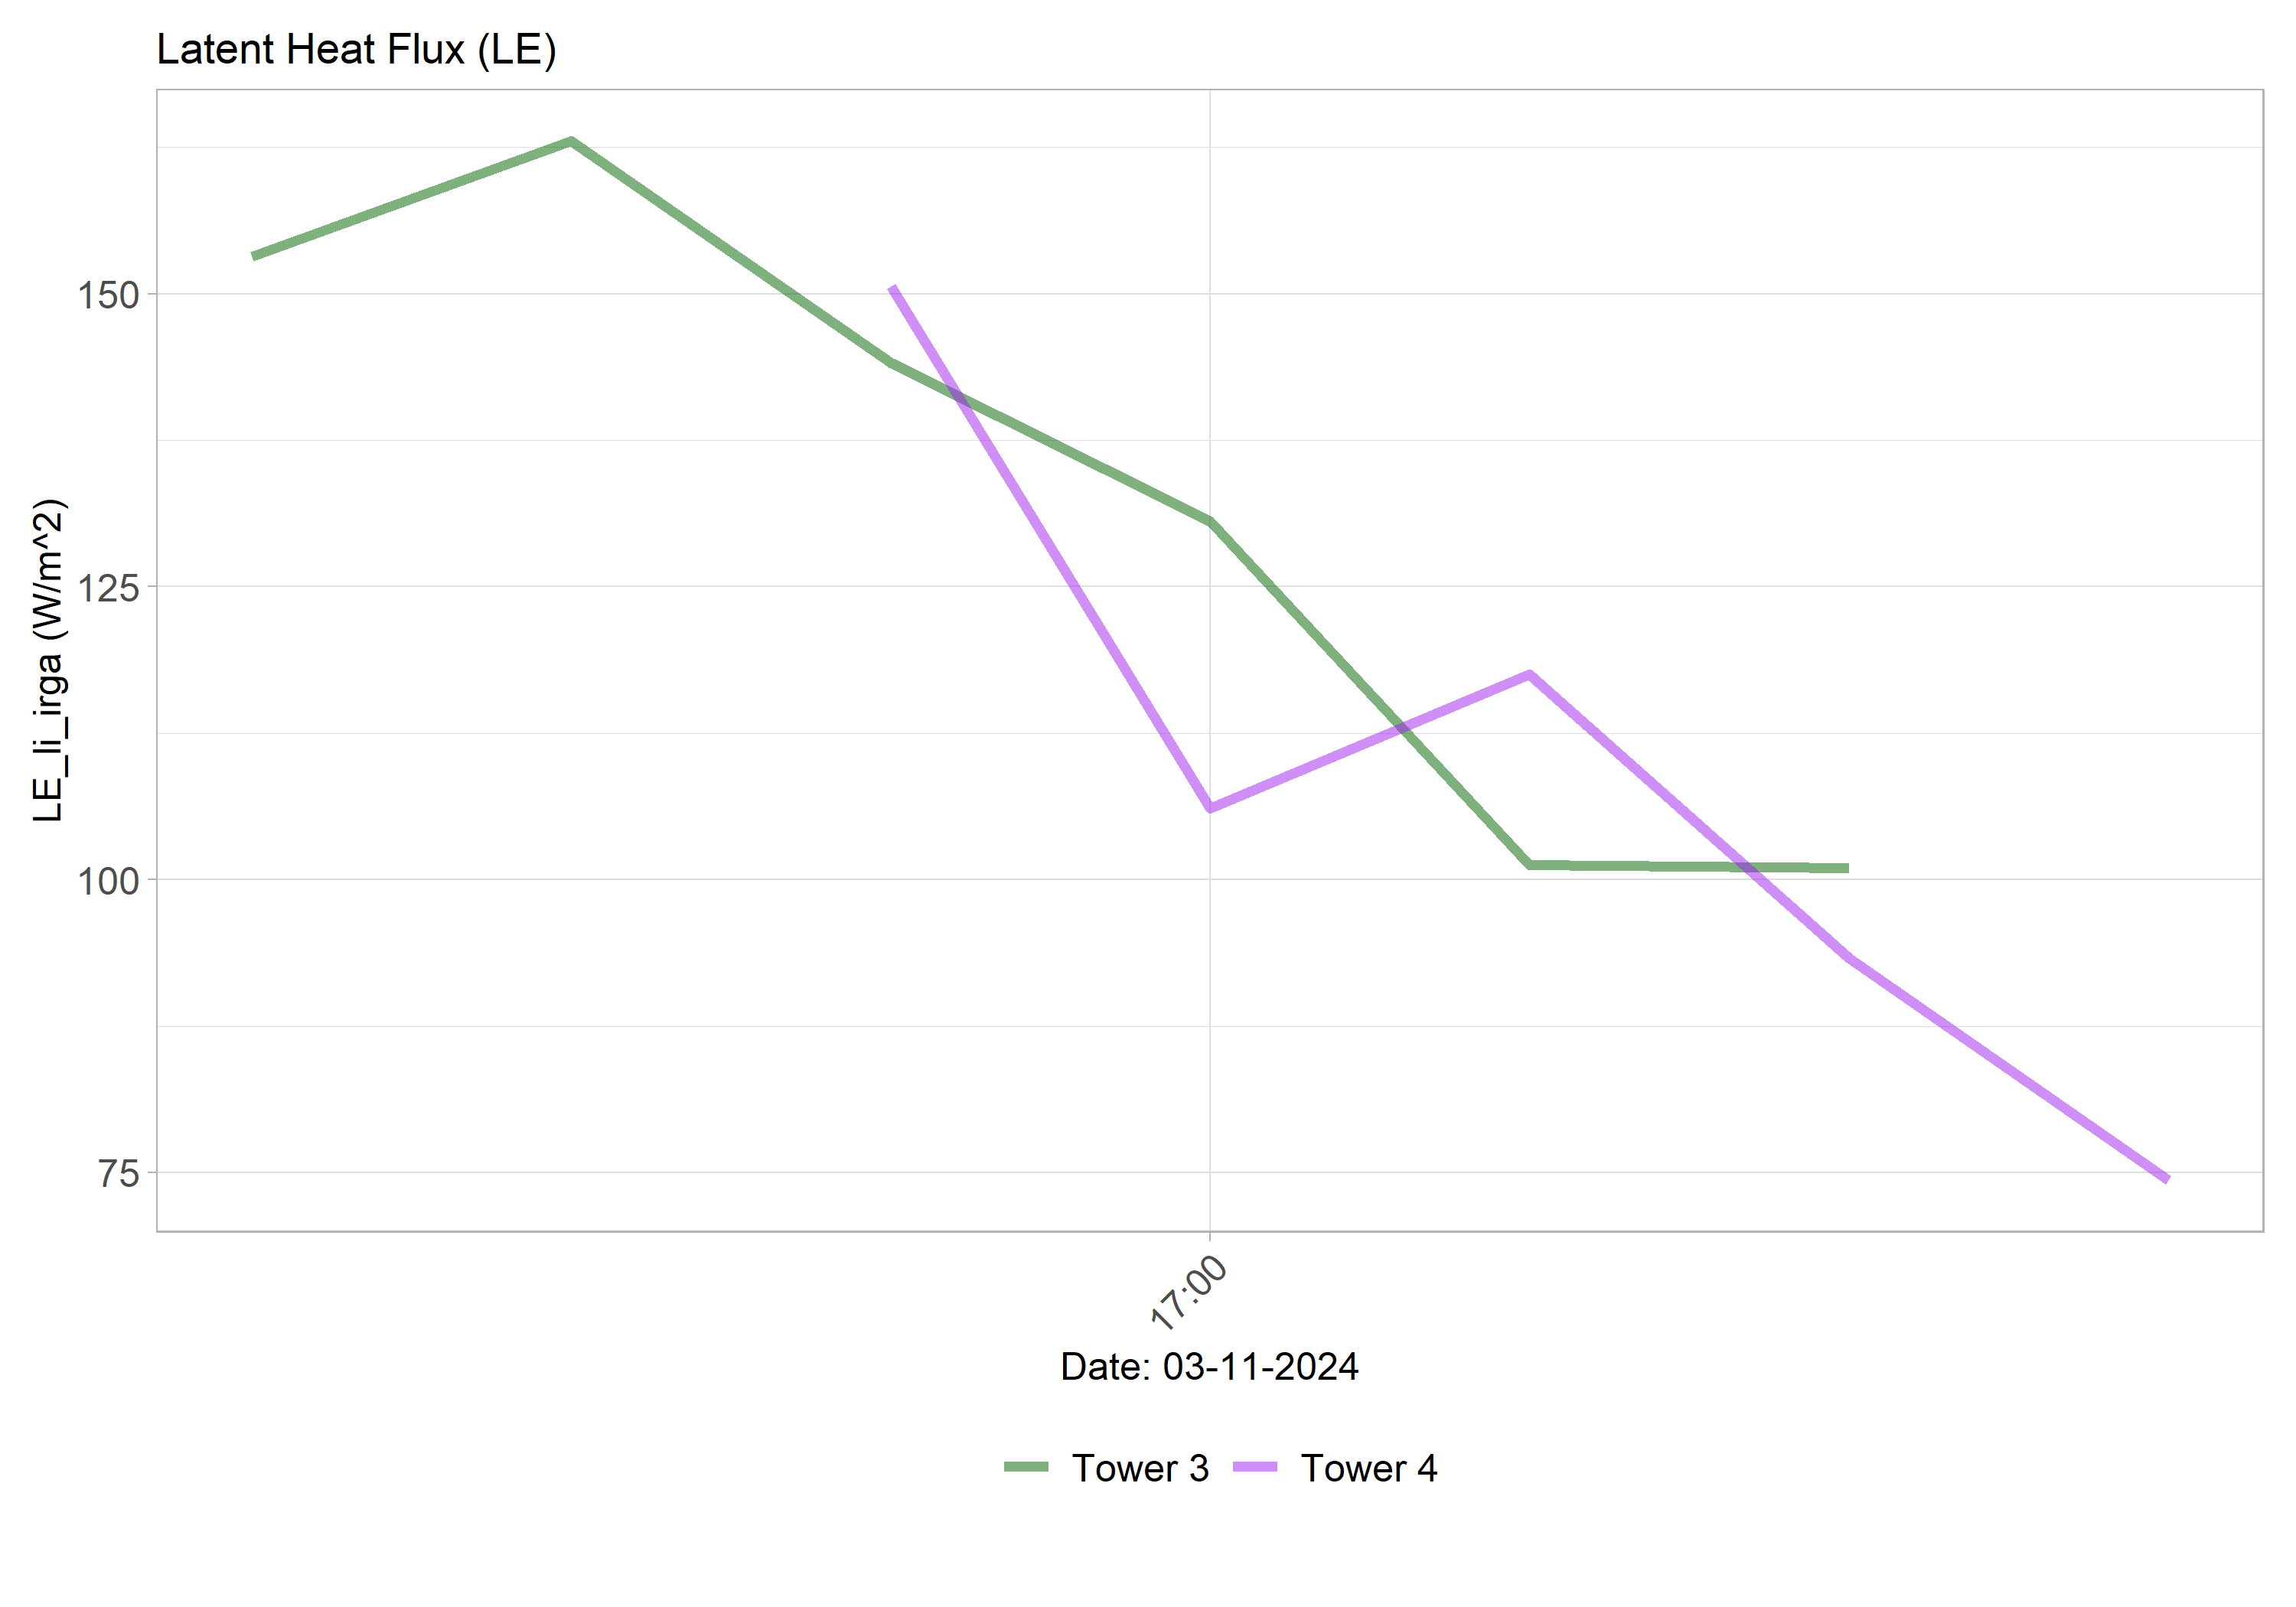 Latent Heat Flux (LE)
LE_li_irga (W/m^2)
150
125
100
75
17:00
Date: 03-11-2024
Tower 3 Tower 4